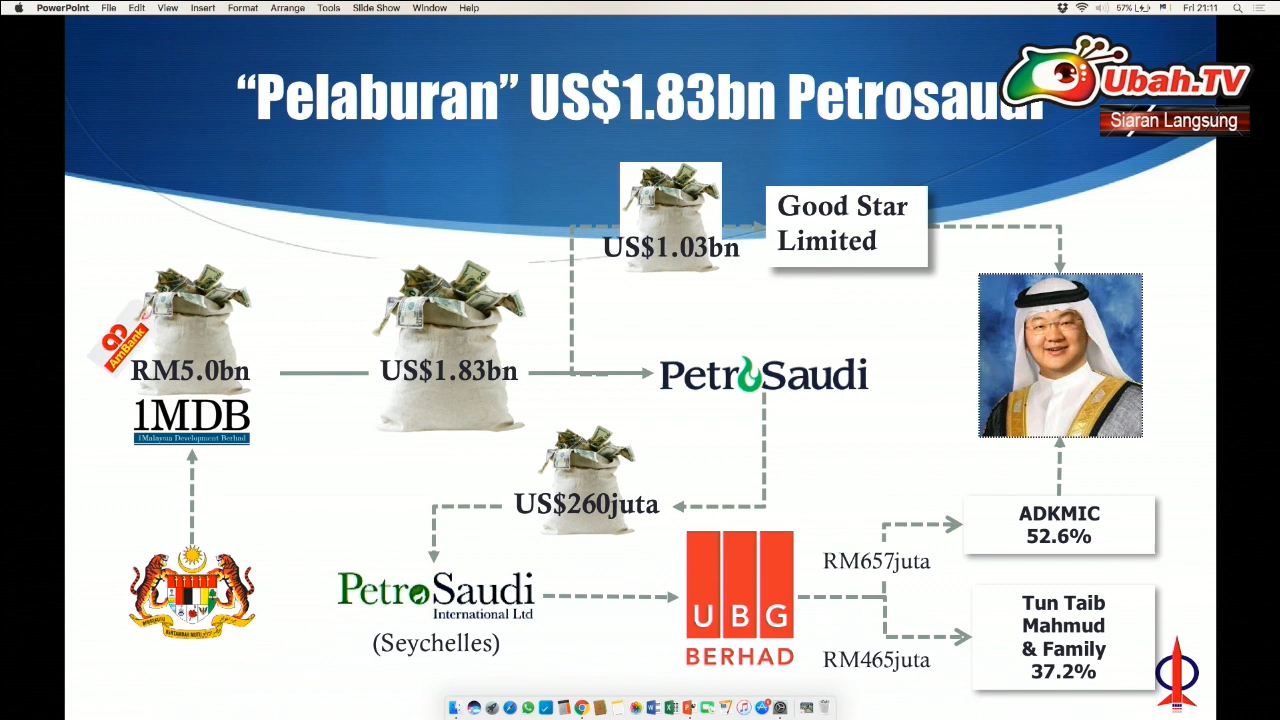 PowerPoint File Edit View Insert Format Arrange Tools Slide Show Window Help
57%
Fri 21:11
"Pelaburan" US$1.83bn Petrosaudi
Ubah.TV
Siaran Langsung
US$1.03bn
Good Star
Limited
AmBank
RM5.0bn
US$1.83bn
PetroSaudi
1MDB
1Malaysia Development Berhad
US$260juta
ADKMIC
52.6%
RM657juta
PetroSaudi
International Ltd
(Seychelles)
UBG
BERHAD
RM465juta
Tun Taib
Mahmud
& Family
37.2%